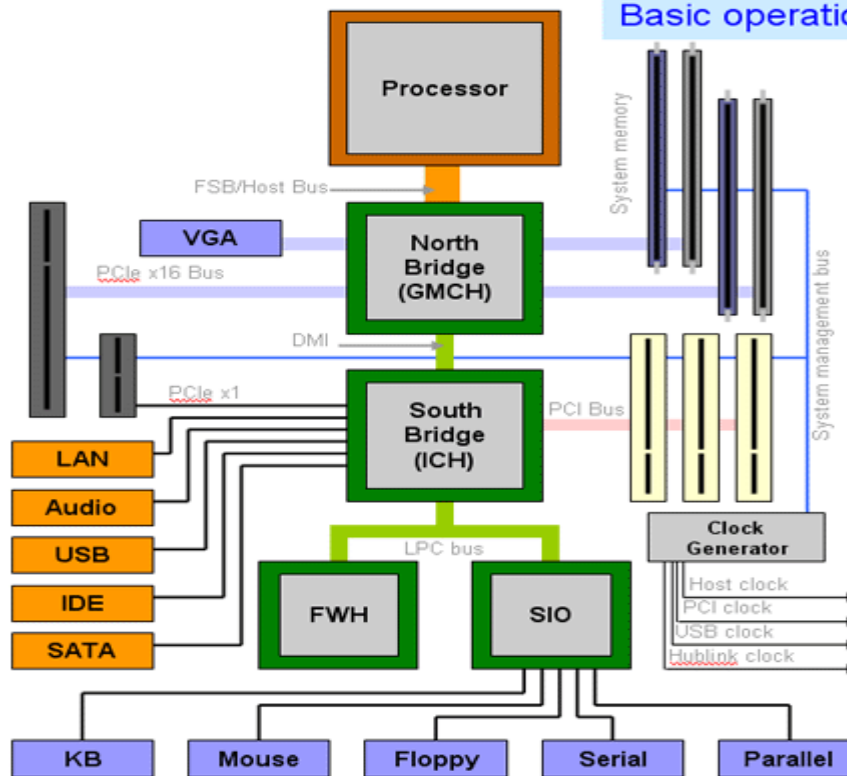 Basic operatio
Processor
System memory
FSB/Host Bus
VGA
North
Bridge
(GMCH)
PCIe x16 Bus
System management bus
DMI
PCIe x1
South
Bridge
(ICH)
PCI Bus
LAN
Audio
USB
IDE
SATA
LPC bus
Clock
Generator
FWH
SIO
Host clock
PCI clock
USB clock
Hublink clock
KB
Mouse
Floppy
Serial
Parallel